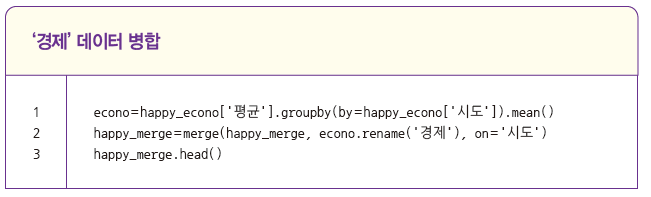 ‘경제’ 데이터 병합
1 econo=happy_econo['평균'].groupby(by=happy_econo['시도']).mean()
2 happy_merge=merge(happy_merge, econo.rename('경제'), on='시도')
3 happy_merge.head()